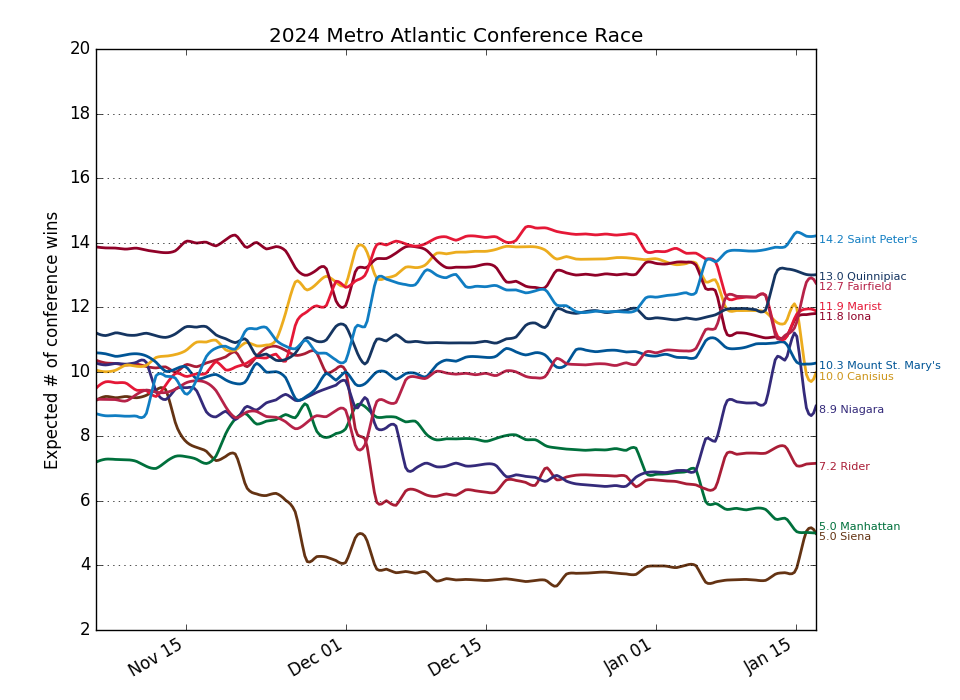 2024 Metro Atlantic Conference Race
Expected # of conference wins
20
18
16
14
12
10
8
6
4
2
14.2 Saint Peter's
13.0 Quinnipiac
12.7 Fairfield
11.9 Marist
11.8 Iona
10.3 Mount St. Mary's
10.0 Canisius
8.9 Niagara
7.2 Rider
5.0 Manhattan
5.0 Siena
Nov 15
Dec 01
Dec 15
Jan 01
Jan 15